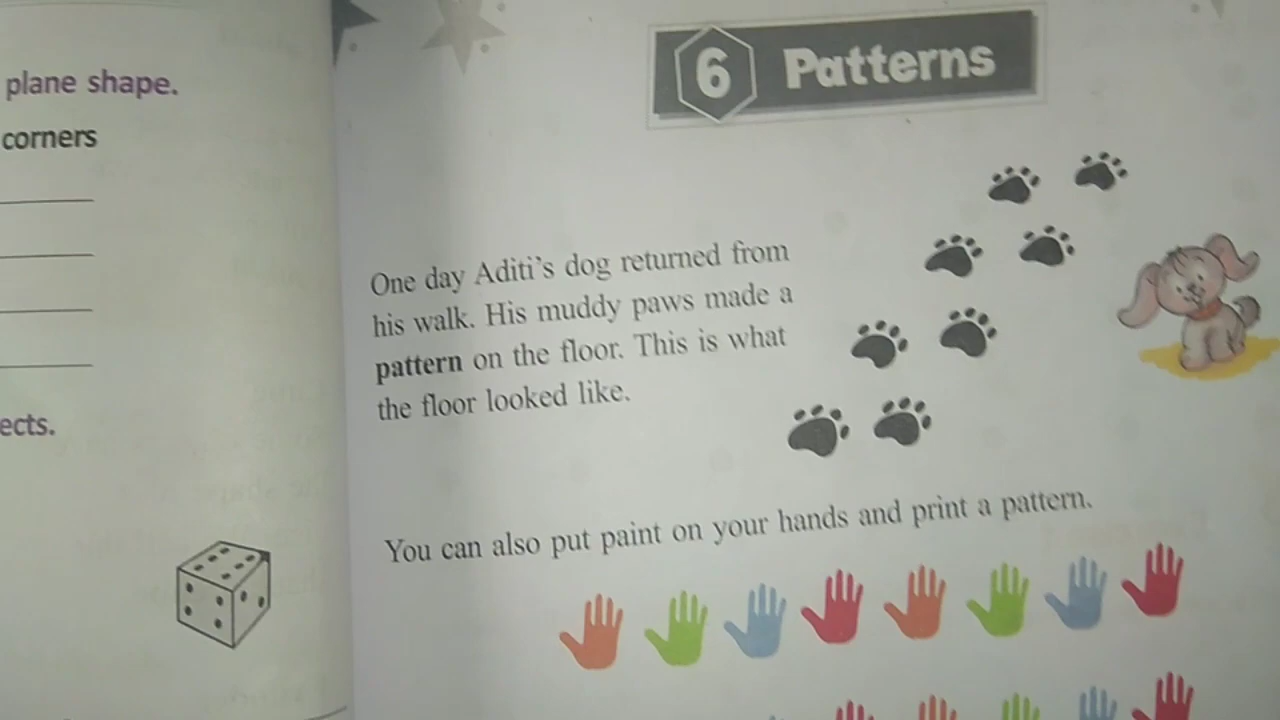 plane shape.
corners
ects.
6 Patterns
One day Aditi's dog returned from
his walk. His muddy paws made a
pattern on the floor. This is what
the floor looked like.
You can also put paint on your hands and print a pattern.